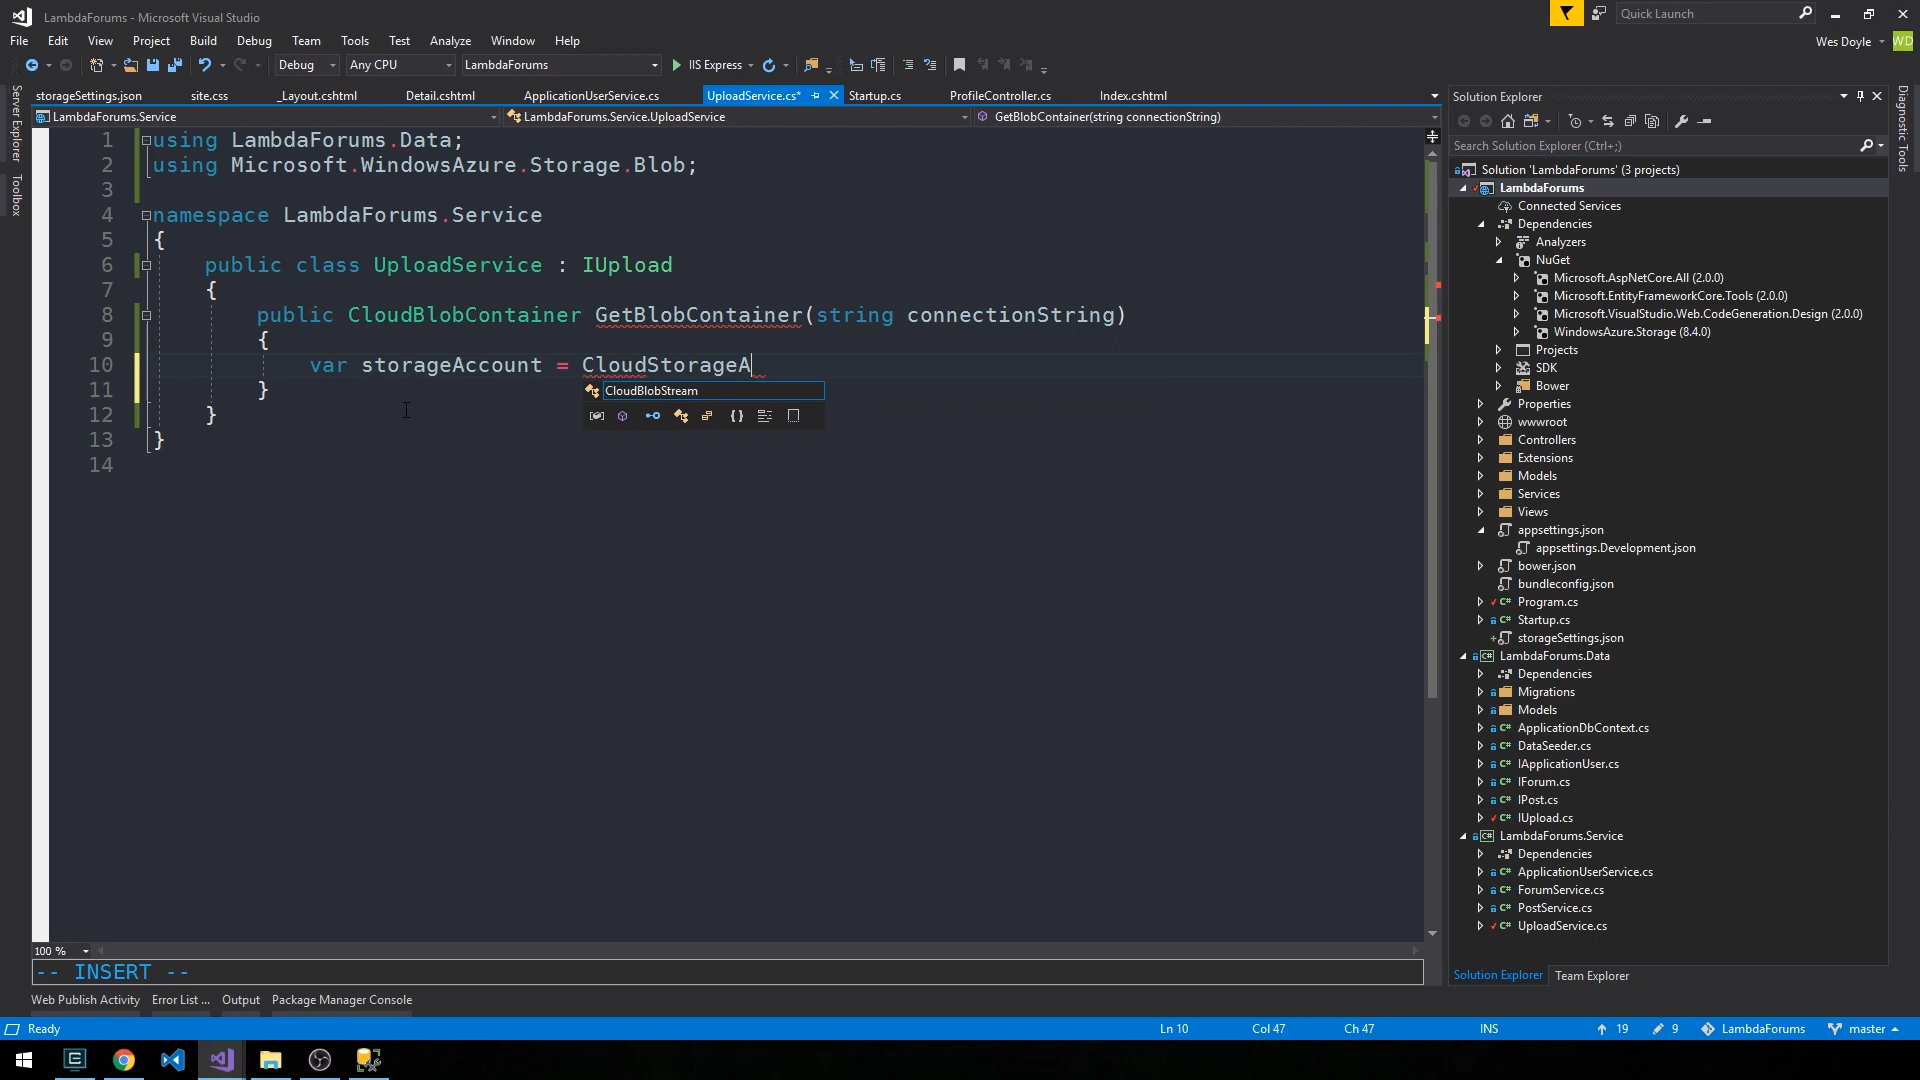 LambdaForums - Microsoft Visual Studio
Quick Launch
File Edit View Project Build Debug Team Tools Test Analyze Window Help
Wes Doyle WD
Debug Any CPU LambdaForums IIS Express
storageSettings.json site.css _Layout.cshtml Detail.cshtml ApplicationUserService.cs UploadService.cs* Startup.cs ProfileController.cs Index.cshtml
LambdaForums.Service LambdaForums.Service.UploadService GetBlobContainer(string connectionString)
Server Explorer
Toolbox
1 using LambdaForums.Data;
2 using Microsoft.WindowsAzure.Storage.Blob;
3
4 namespace LambdaForums.Service
5 {
6 public class UploadService : IUpload
7 {
8 public CloudBlobContainer GetBlobContainer(string connectionString)
9 {
10 var storageAccount = CloudStorageA
CloudBlobStream
11 }
12 }
13 }
14
100 %
-- INSERT --
Web Publish Activity Error List ... Output Package Manager Console
Solution Explorer
Search Solution Explorer (Ctrl+;)
Solution 'LambdaForums' (3 projects)
LambdaForums
Connected Services
Dependencies
Analyzers
NuGet
Microsoft.AspNetCore.All (2.0.0)
Microsoft.EntityFrameworkCore.Tools (2.0.0)
Microsoft.VisualStudio.Web.CodeGeneration.Design (2.0.0)
WindowsAzure.Storage (8.4.0)
Projects
SDK
Bower
Properties
wwwroot
Controllers
Extensions
Models
Services
Views
appsettings.json
appsettings.Development.json
bower.json
bundleconfig.json
C# Program.cs
C# Startup.cs
storageSettings.json
C# LambdaForums.Data
Dependencies
Migrations
Models
C# ApplicationDbContext.cs
C# DataSeeder.cs
C# IApplicationUser.cs
C# IForum.cs
C# IPost.cs
C# IUpload.cs
C# LambdaForums.Service
Dependencies
C# ApplicationUserService.cs
C# ForumService.cs
C# PostService.cs
C# UploadService.cs
Solution Explorer Team Explorer
Diagnostic Tools
Ready Ln 10 Col 47 Ch 47 INS 19 9 LambdaForums master